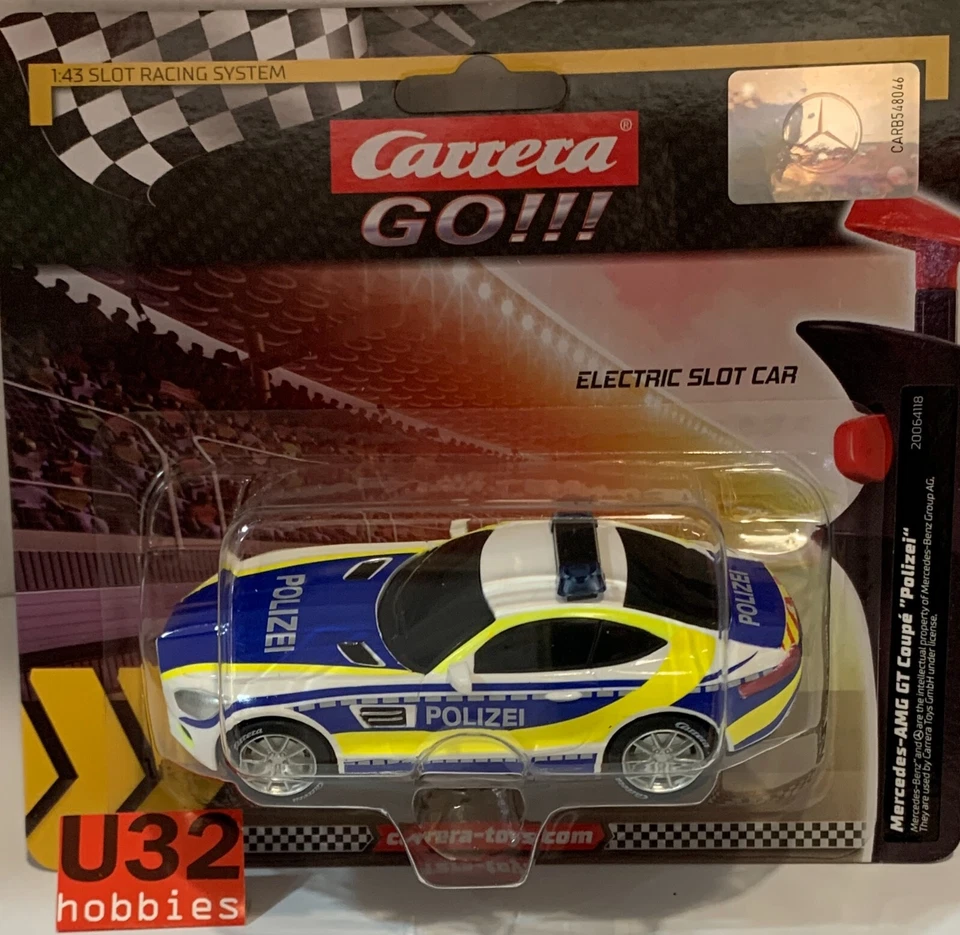 1:43 SLOT RACING SYSTEM
Carrera®
GO!!!
CARB548046
ELECTRIC SLOT CAR
20064118
Mercedes-AMG GT Coupé "Polizei“
Mercedes-Benz" and are the intellectual property of Mercedes-Benz Group AG.
They are used by Carrera Toys GmbH under license.
POLIZEI
POLIZEI
POLIZEI
Carrera
Carrera
carrera-toys.com
U32
hobbies